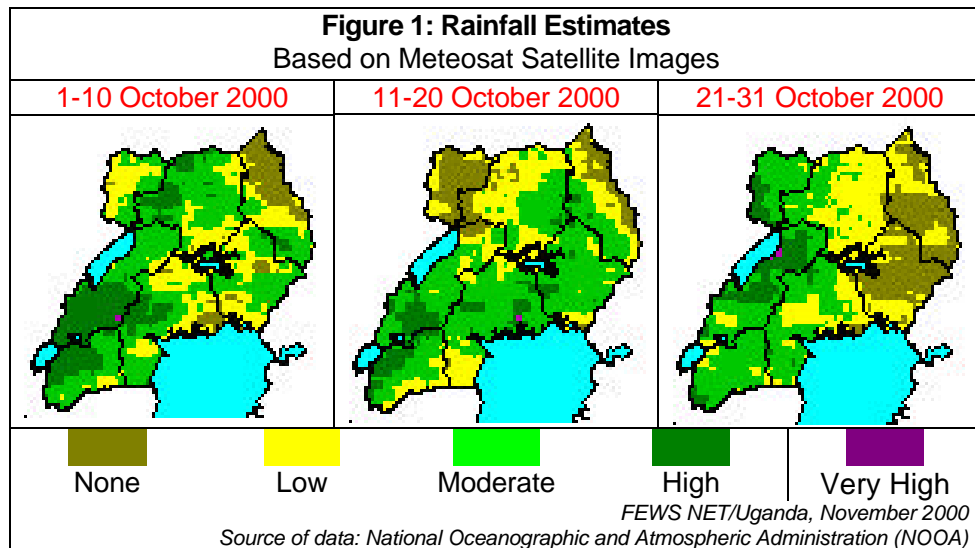 Figure 1: Rainfall Estimates
Based on Meteosat Satellite Images
1-10 October 2000
11-20 October 2000
21-31 October 2000
None
Low
Moderate
High
Very High
FEWS NET/Uganda, November 2000
Source of data: National Oceanographic and Atmospheric Administration (NOOA)